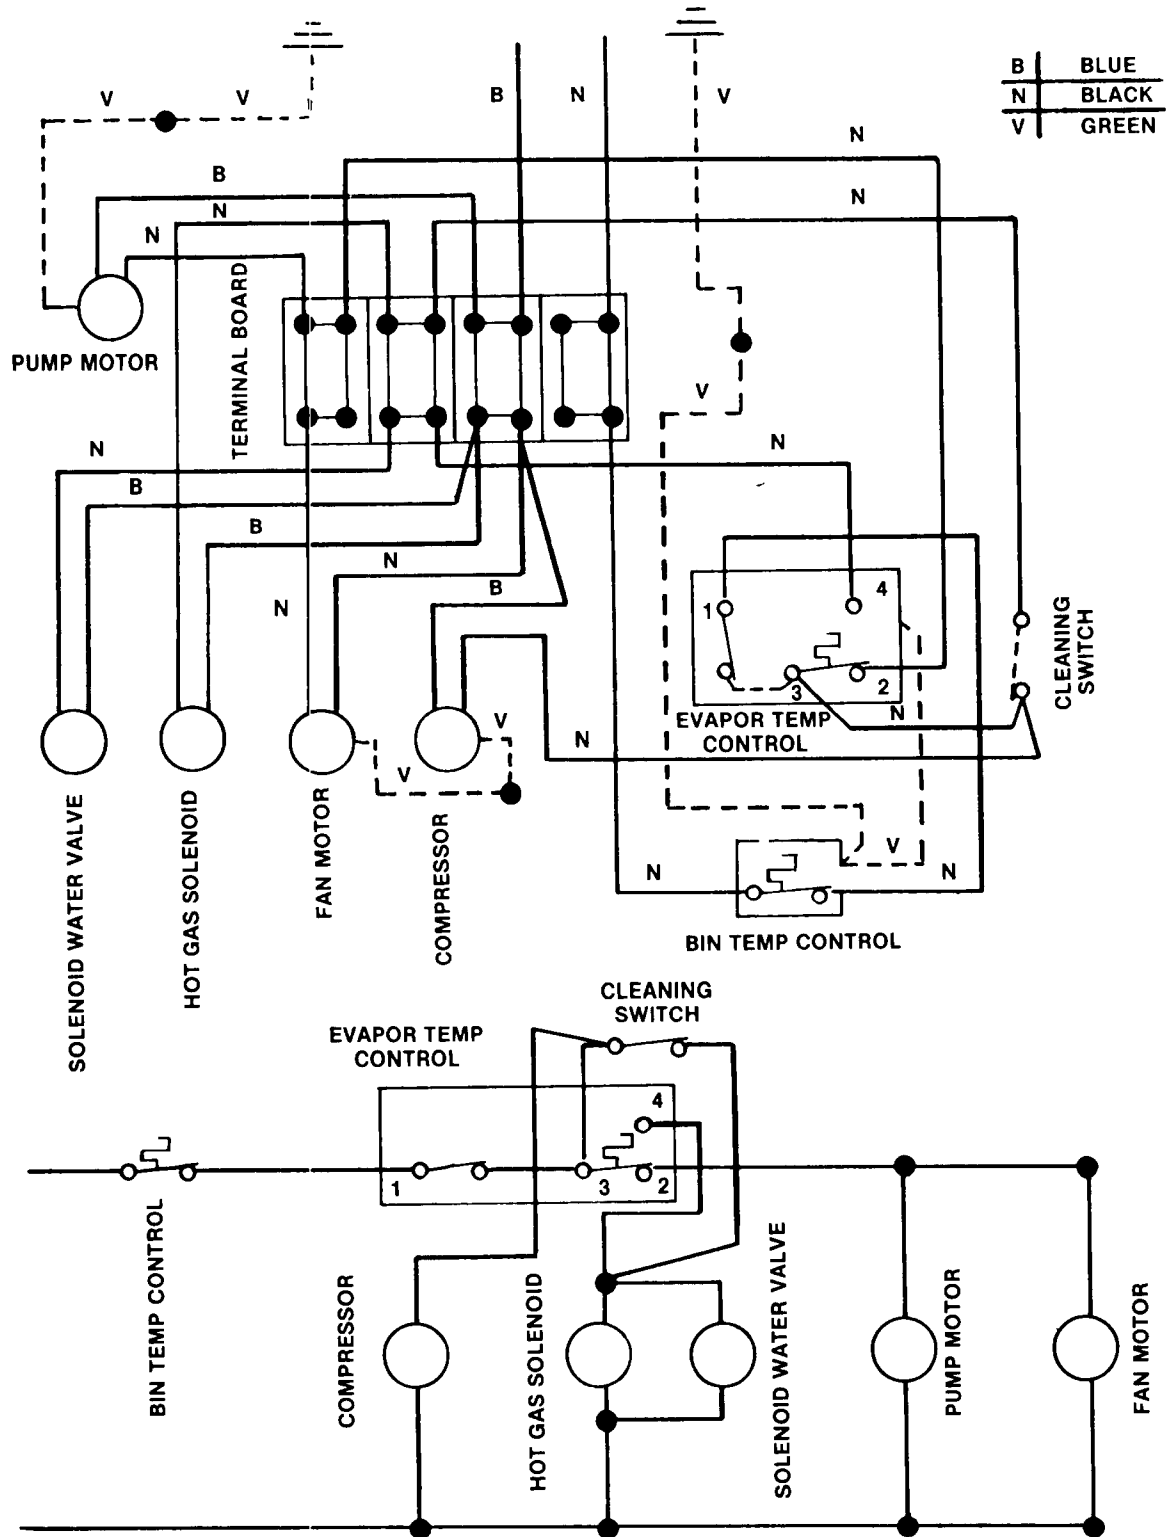 V
V
B
N
V
B BLUE
N BLACK
V GREEN
N
B
N
N
N
TERMINAL BOARD
PUMP MOTOR
V
N
N
B
B
N
B
N
1
4
3
2
EVAPOR TEMP
CONTROL
N
CLEANING
SWITCH
V
V
N
SOLENOID WATER VALVE
HOT GAS SOLENOID
FAN MOTOR
COMPRESSOR
N
V
N
BIN TEMP CONTROL
CLEANING
SWITCH
EVAPOR TEMP
CONTROL
4
1
3
2
BIN TEMP CONTROL
COMPRESSOR
HOT GAS SOLENOID
SOLENOID WATER VALVE
PUMP MOTOR
FAN MOTOR